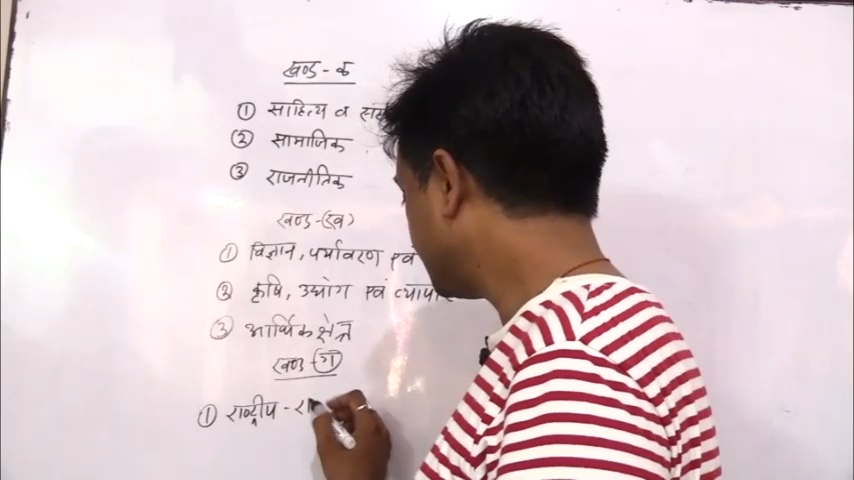 खण्ड - क
① साहित्य व
② सामाजिक
③ राजनीतिक
खण्ड - (ख)
① विज्ञान, पर्यावरण एवं
② कृषि, उद्योग एवं व्यापार
③ आर्थिक क्षेत्र
खण्ड - ग
① राष्ट्रीय -